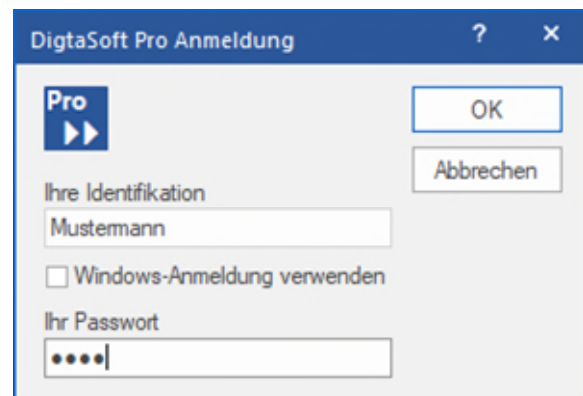 DigtaSoft Pro Anmeldung ? ×
Pro
OK
Abbrechen
Ihre Identifikation
Mustermann
Windows-Anmeldung verwenden
Ihr Passwort
••••